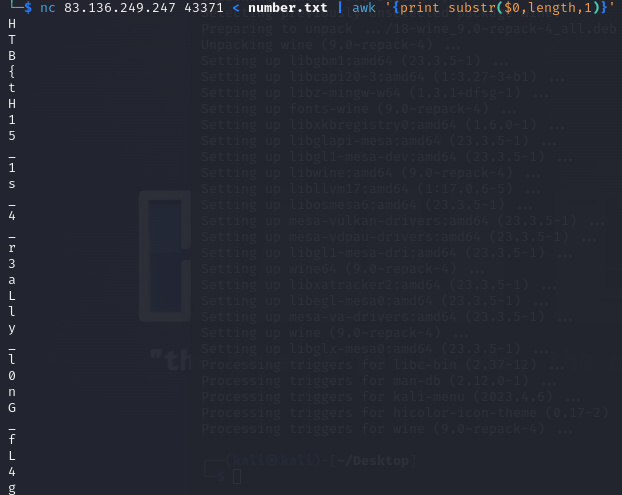 └─$ nc 83.136.249.247 43371 < number.txt | awk '{print substr($0,length,1)}'
H
T Preparing to unpack .../16-wine_9.0-repack-4_all.deb
Unpacking wine (9.0-repack-4) ...
B Setting up libgbm1:amd64 (23.3.5-1) ...
{ Setting up libcapi20-3:amd64 (1:3.27-3+b1) ...
t Setting up libz-mingw-w64 (1.3.1+dfsg-1) ...
H Setting up fonts-wine (9.0-repack-4) ...
1 Setting up libxkbregistry0:amd64 (1.6.0-1) ...
5 Setting up libglapi-mesa:amd64 (23.3.5-1) ...
_ Setting up libgl1-mesa-dev:amd64 (23.3.5-1) ...
1 Setting up libwine:amd64 (9.0-repack-4) ...
s Setting up libllvm17:amd64 (1:17.0.6-5) ...
_ Setting up libosmesa6:amd64 (23.3.5-1) ...
4 Setting up mesa-vulkan-drivers:amd64 (23.3.5-1) ...
_ Setting up mesa-vdpau-drivers:amd64 (23.3.5-1) ...
r Setting up libgl1-mesa-dri:amd64 (23.3.5-1) ...
3 Setting up wine64 (9.0-repack-4) ...
a Setting up libxatracker2:amd64 (23.3.5-1) ...
L Setting up libegl-mesa0:amd64 (23.3.5-1) ...
l Setting up mesa-va-drivers:amd64 (23.3.5-1) ...
y Setting up wine (9.0-repack-4) ...
_ Setting up libglx-mesa0:amd64 (23.3.5-1) ...
l Processing triggers for libc-bin (2.37-12) ...
0 Processing triggers for man-db (2.12.0-1) ...
n Processing triggers for kali-menu (2023.4.6) ...
G Processing triggers for hicolor-icon-theme (0.17-2) ...
_ Processing triggers for wine (9.0-repack-4) ...
f
L [~/Desktop]
4 └─$
g
"th